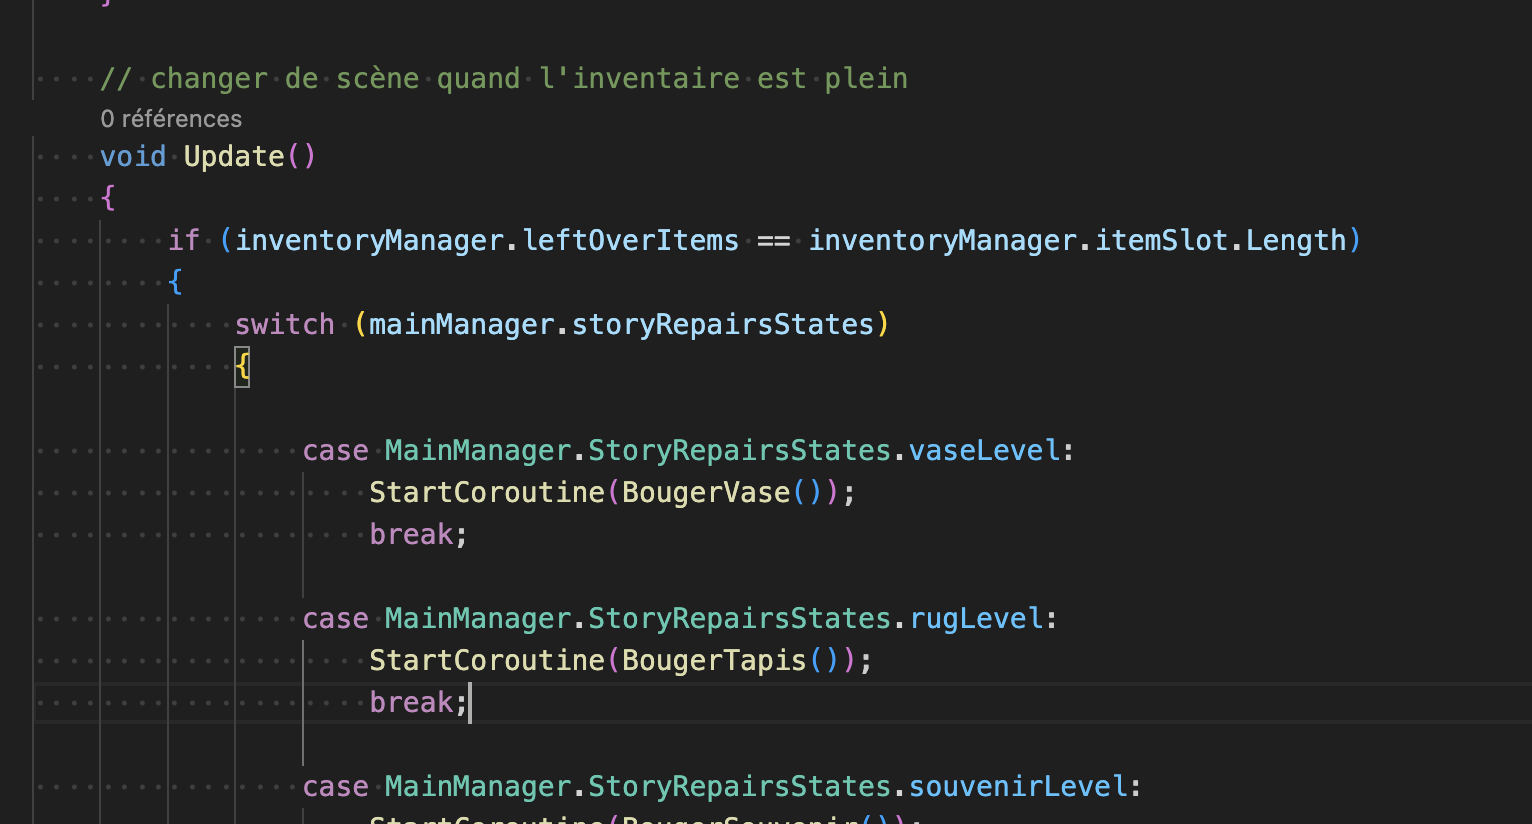 }
// changer de scène quand l'inventaire est plein
0 références
void Update()
{
if (inventoryManager.leftOverItems == inventoryManager.itemSlot.Length)
{
switch (mainManager.storyRepairsStates)
{
case MainManager.StoryRepairsStates.vaseLevel:
StartCoroutine(BougerVase());
break;
case MainManager.StoryRepairsStates.rugLevel:
StartCoroutine(BougerTapis());
break;
case MainManager.StoryRepairsStates.souvenirLevel:
StartCoroutine(BougerSouvenir());